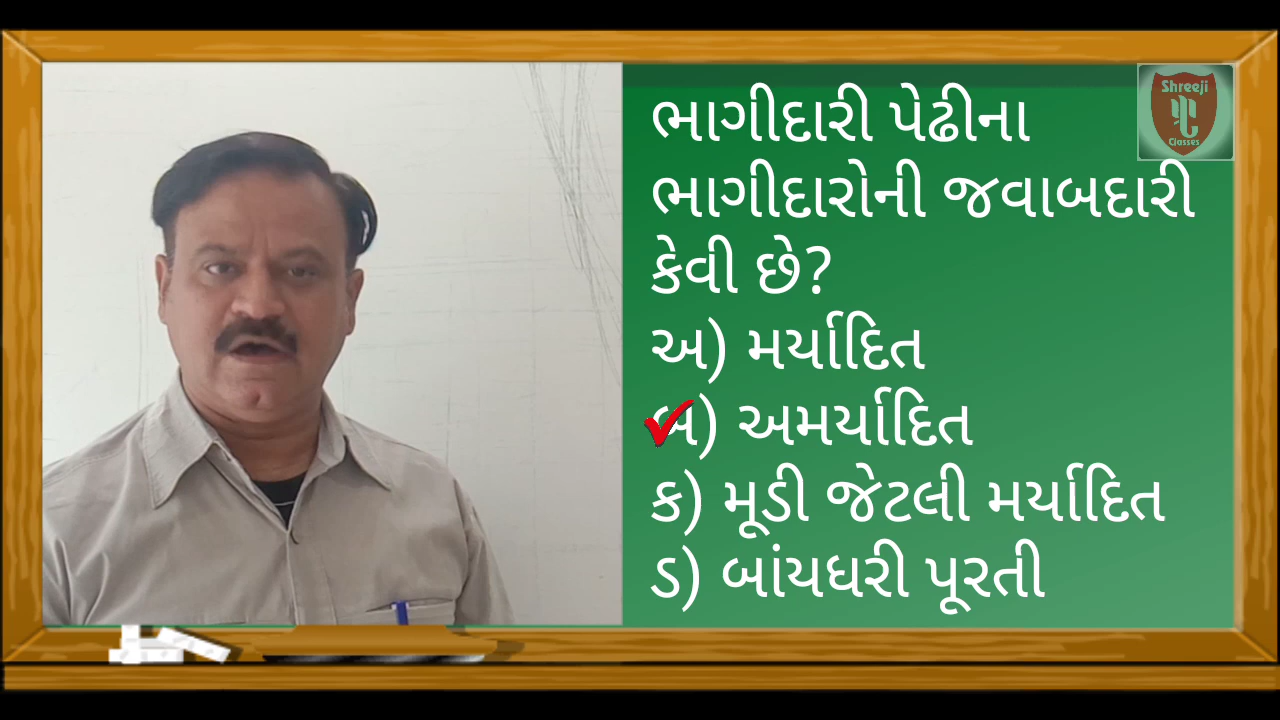 Shreeji
Classes
ભાગીદારી પેઢીના
ભાગીદારોની જવાબદારી
કેવી છે?
અ) મર્યાદિત
બ) અમર્યાદિત
ક) મૂડી જેટલી મર્યાદિત
ડ) બાંયધરી પૂરતી